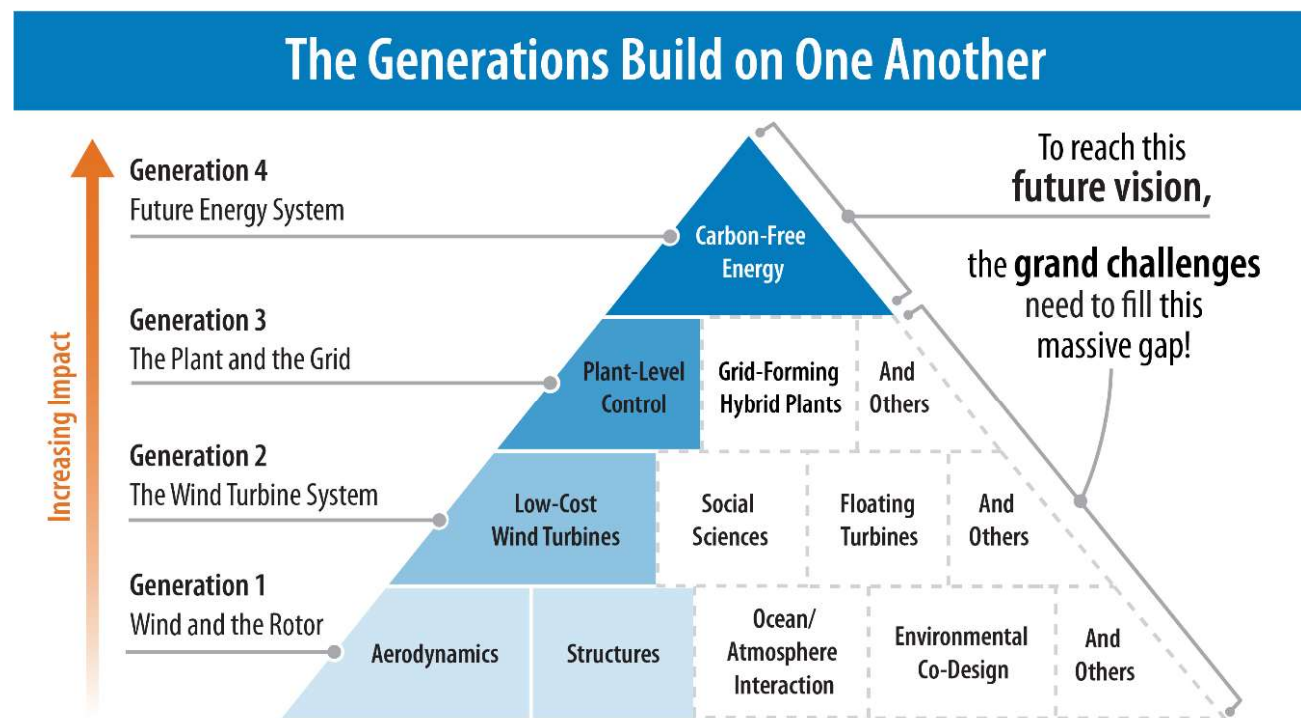 The Generations Build on One Another
Increasing Impact
Generation 4
Future Energy System
Carbon-Free
Energy
To reach this
future vision,
the grand challenges
need to fill this
massive gap!
Generation 3
The Plant and the Grid
Plant-Level
Control
Grid-Forming
Hybrid Plants
And
Others
Generation 2
The Wind Turbine System
Low-Cost
Wind Turbines
Social
Sciences
Floating
Turbines
And
Others
Generation 1
Wind and the Rotor
Aerodynamics
Structures
Ocean/
Atmosphere
Interaction
Environmental
Co-Design
And
Others